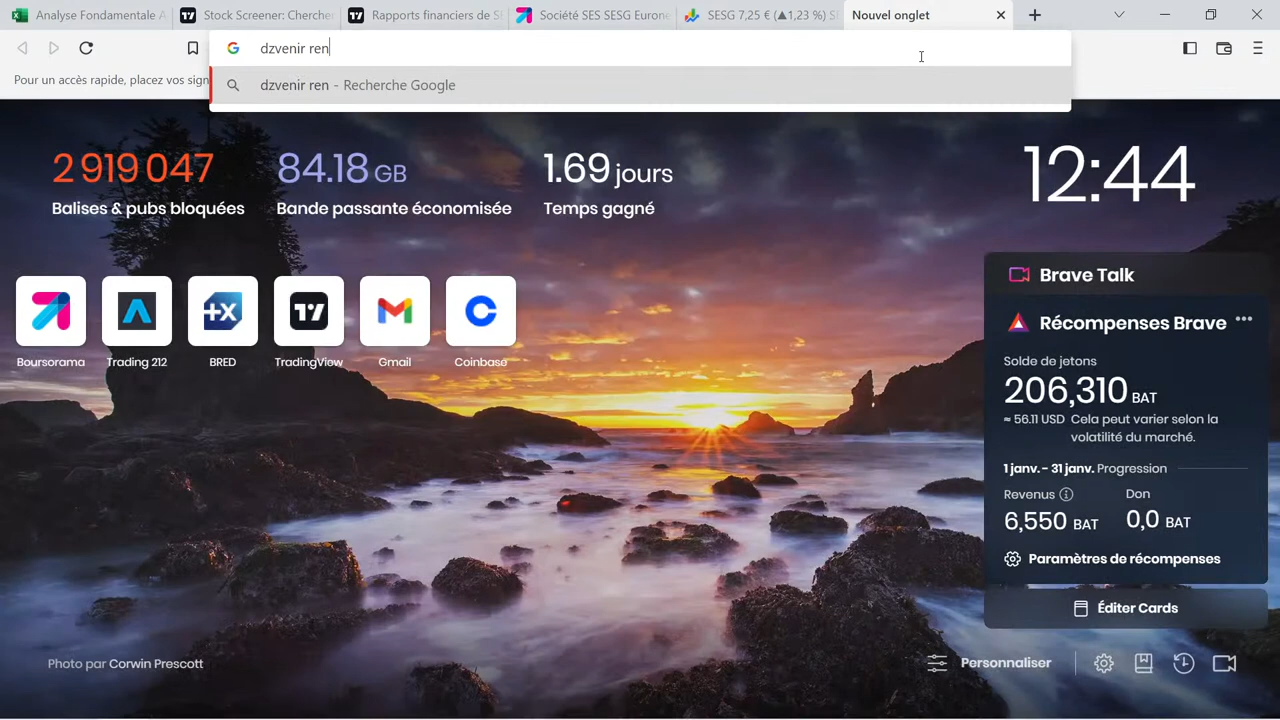 Analyse Fondamentale A
Stock Screener: Chercher
Rapports financiers de S
Société SES SESG Eurone
SESG 7,25 € (▲1,23 %) S
Nouvel onglet
dzvenir ren
Pour un accès rapide, placez vos sign
dzvenir ren - Recherche Google
2 919 047
Balises & pubs bloquées
84.18 GB
Bande passante économisée
1.69 jours
Temps gagné
12:44
Boursorama
Trading 212
BRED
TradingView
Gmail
Coinbase
Brave Talk
Récompenses Brave
Solde de jetons
206,310 BAT
≈ 56.11 USD Cela peut varier selon la
volatilité du marché.
1 janv. - 31 janv. Progression
Revenus
Don
6,550 BAT
0,0 BAT
Paramètres de récompenses
Éditer Cards
Photo par Corwin Prescott
Personnaliser